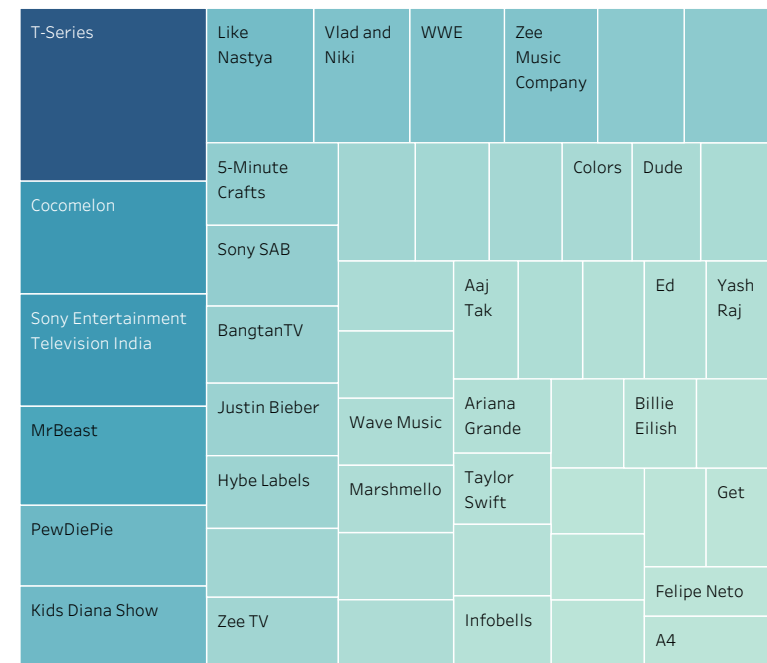 T-Series
Cocomelon
Sony Entertainment
Television India
MrBeast
PewDiePie
Kids Diana Show
Like
Nastya
Vlad and
Niki
WWE
Zee
Music
Company
5-Minute
Crafts
Sony SAB
BangtanTV
Justin Bieber
Hybe Labels
Zee TV
Colors
Dude
Aaj
Tak
Ed
Yash
Raj
Wave Music
Marshmello
Ariana
Grande
Taylor
Swift
Infobells
Billie
Eilish
Get
Felipe Neto
A4